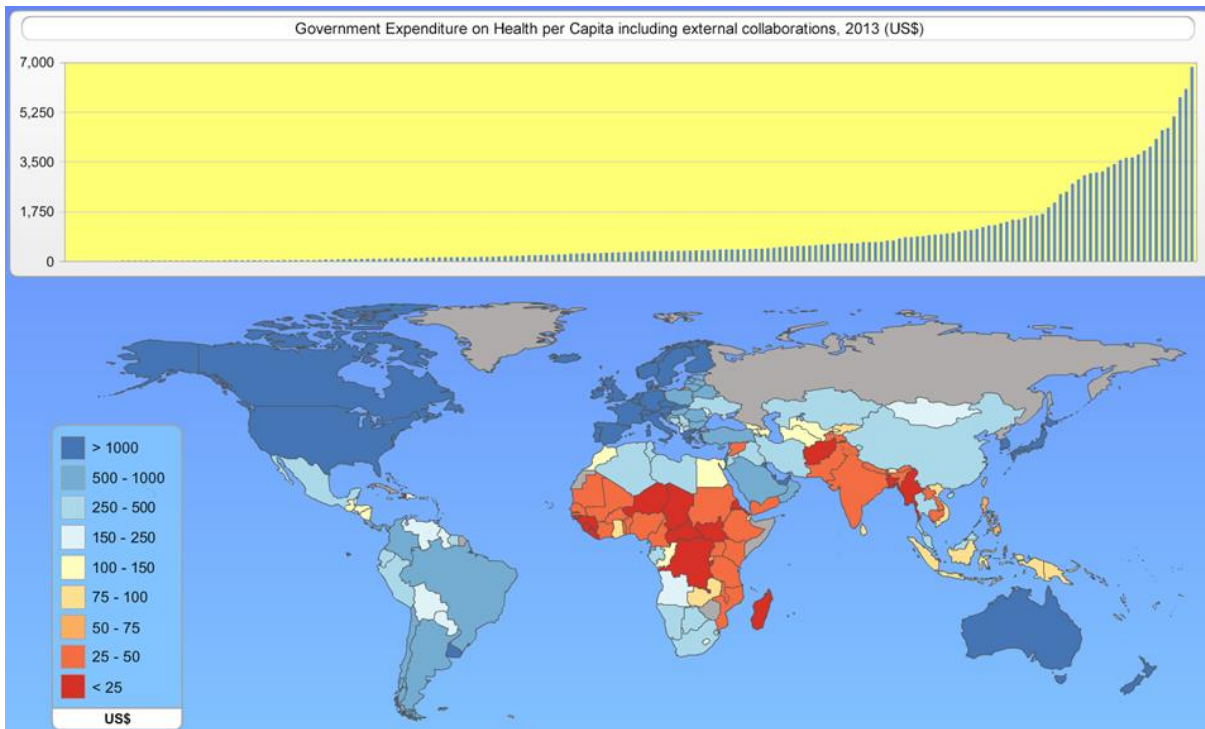 Government Expenditure on Health per Capita including external collaborations, 2013 (US$)
7,000
5,250
3,500
1,750
0
> 1000
500 - 1000
250 - 500
150 - 250
100 - 150
75 - 100
50 - 75
25 - 50
< 25
US$